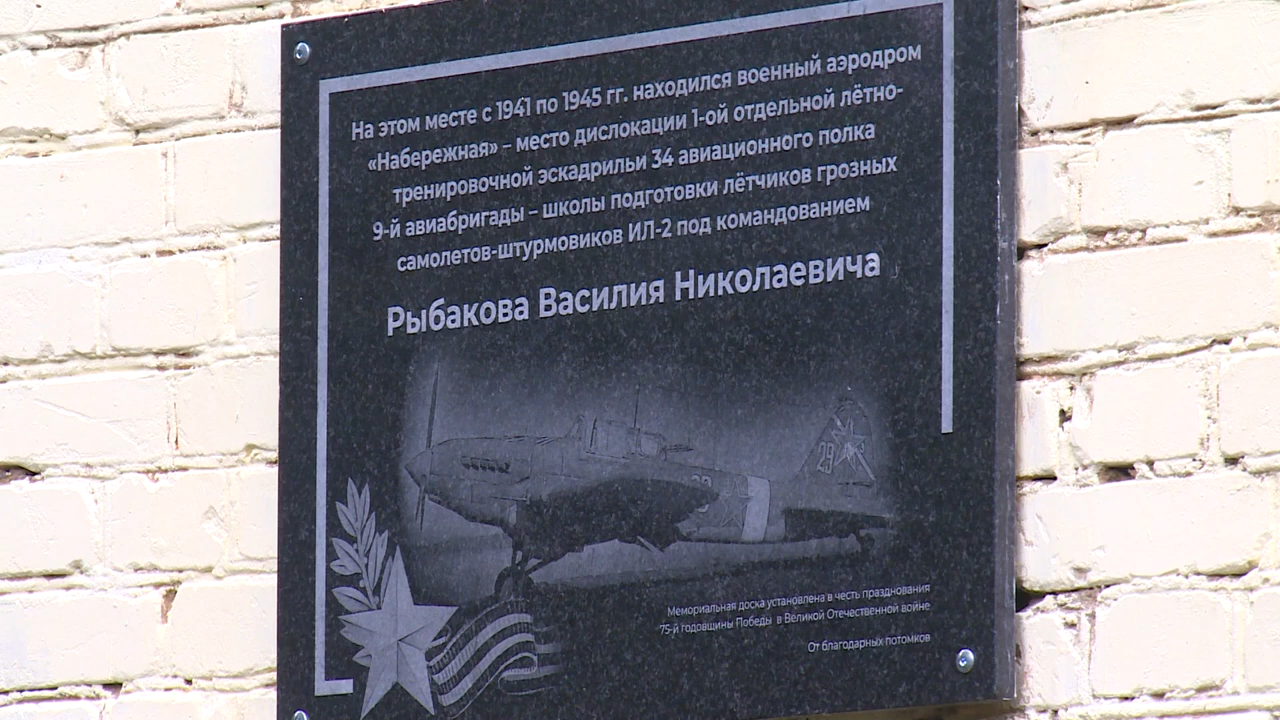 На этом месте с 1941 по 1945 гг. находился военный аэродром
«Набережная» – место дислокации 1-ой отдельной лётно-
тренировочной эскадрильи 34 авиационного полка
9-й авиабригады – школы подготовки лётчиков грозных
самолетов-штурмовиков ИЛ-2 под командованием
Рыбакова Василия Николаевича
29
Мемориальная доска установлена в честь празднования
75-й годовщины Победы в Великой Отечественной войне
От благодарных потомков